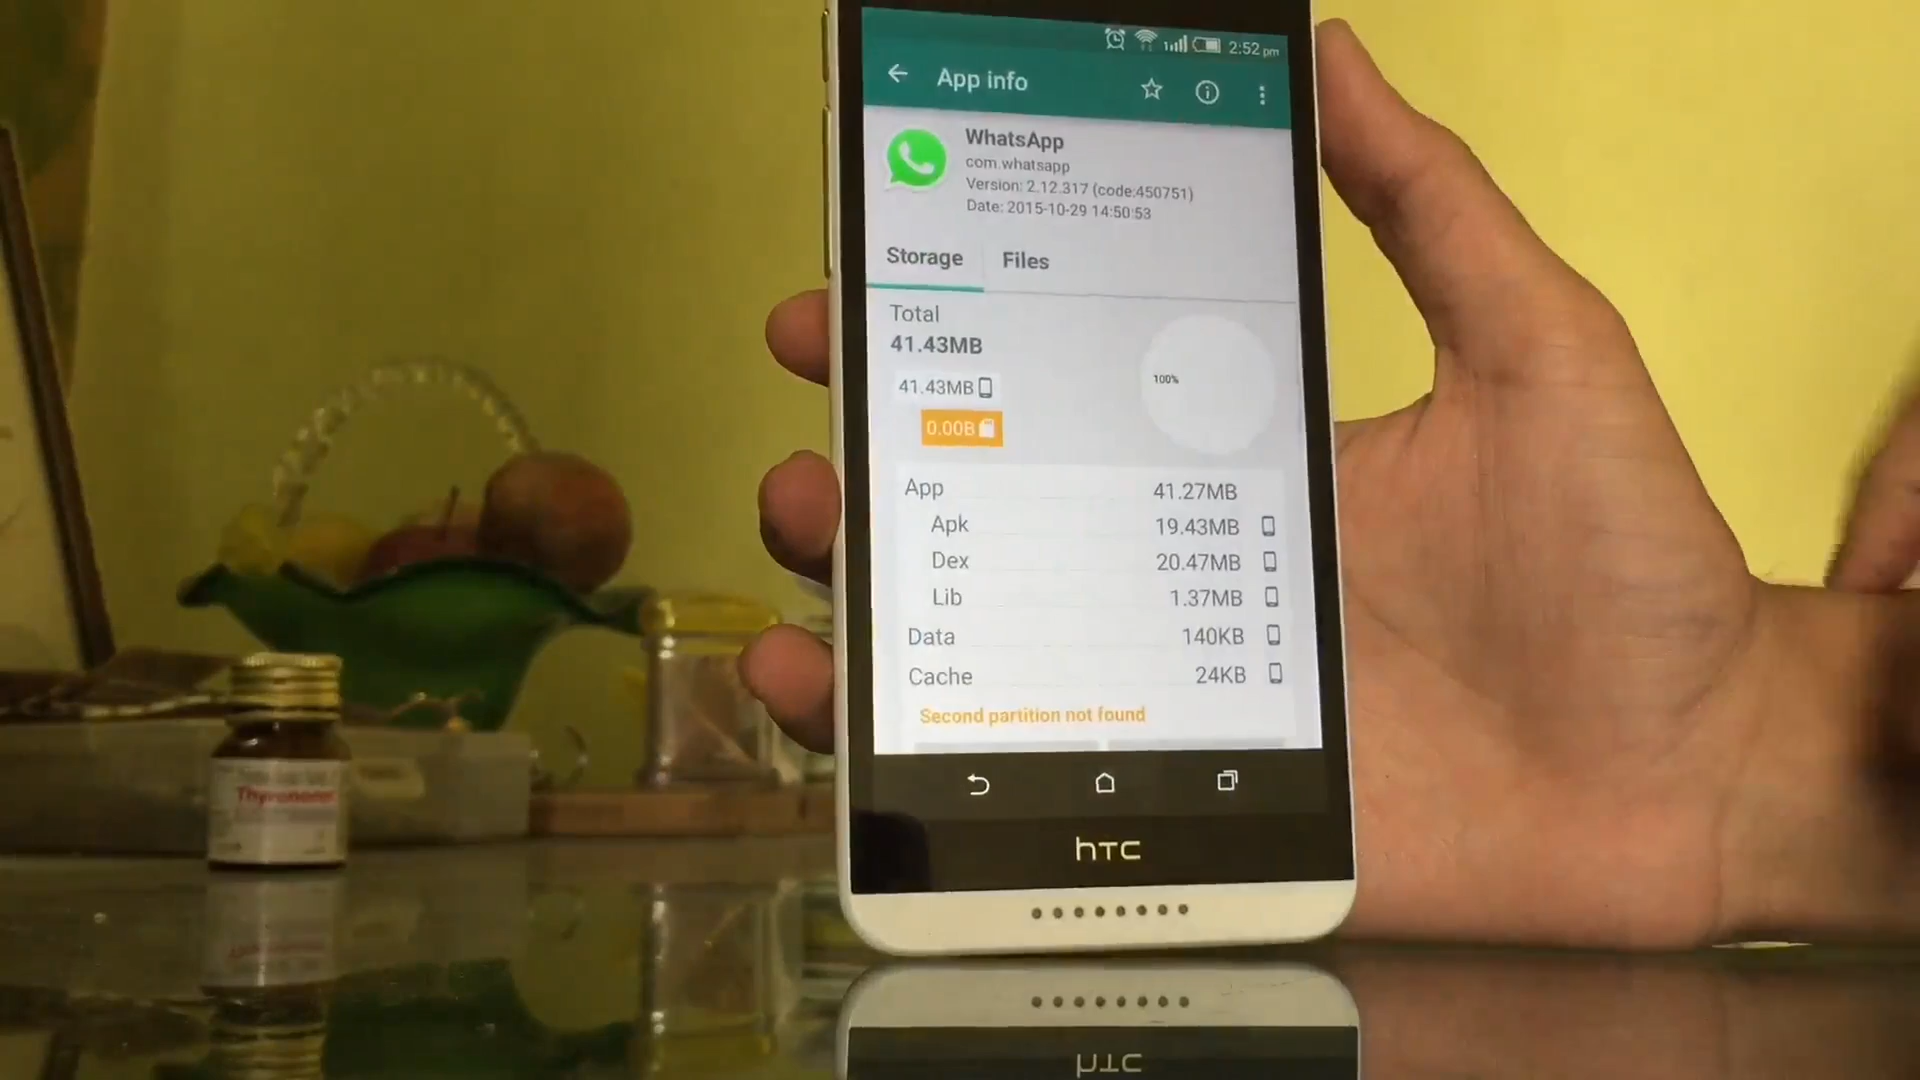 2:52 pm
App info
WhatsApp
com.whatsapp
Version: 2.12.317 (code:450751)
Date: 2015-10-29 14:50:53
Storage Files
Total
41.43MB
41.43MB
100%
0.00B
App 41.27MB
Apk 19.43MB
Dex 20.47MB
Lib 1.37MB
Data 140KB
Cache 24KB
Second partition not found
hTC